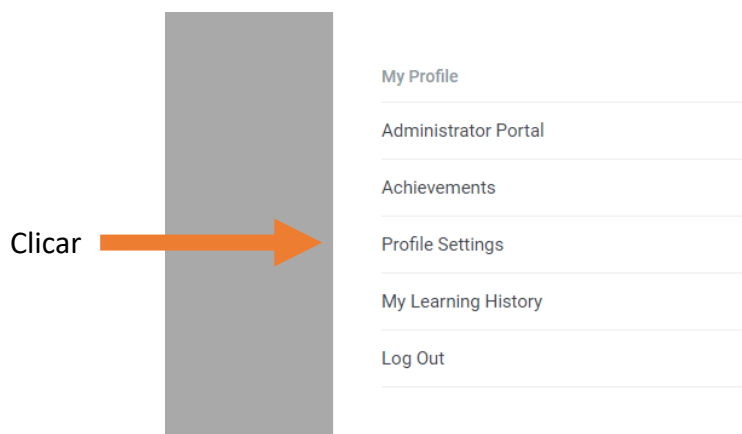 My Profile
Administrator Portal
Achievements
Clicar
Profile Settings
My Learning History
Log Out